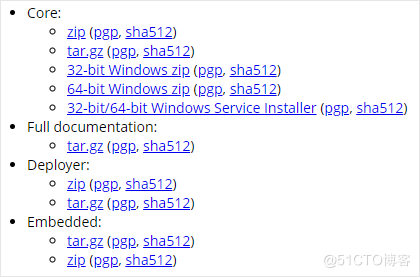 Core:
zip (pgp, sha512)
tar.gz (pgp, sha512)
32-bit Windows zip (pgp, sha512)
64-bit Windows zip (pgp, sha512)
32-bit/64-bit Windows Service Installer (pgp, sha512)
Full documentation:
tar.gz (pgp, sha512)
Deployer:
zip (pgp, sha512)
tar.gz (pgp, sha512)
Embedded:
tar.gz (pgp, sha512)
zip (pgp, sha512)
@51CTO博客